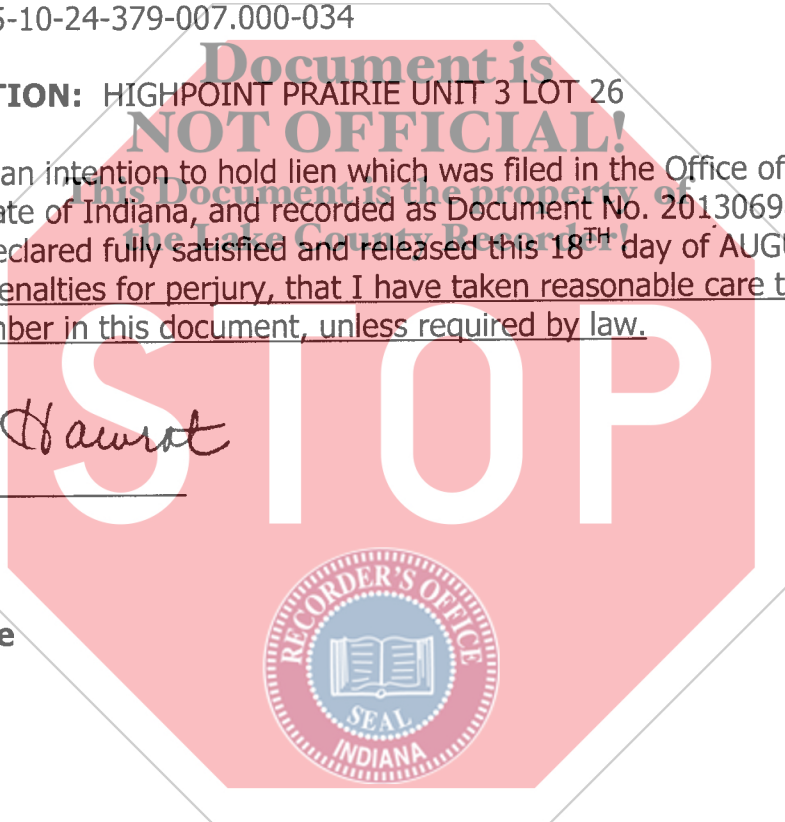 5-10-24-379-007.000-034
Document is
TION: HIGHPOINT PRAIRIE UNIT 3 LOT 26
NOT OFFICIAL!
an intention to hold lien which was filed in the Office of
This Document is the property of
ate of Indiana, and recorded as Document No. 2013069
the Lake County Recorder!
eclared fully satisfied and released this 18TH day of AUG
enalties for perjury, that I have taken reasonable care t
ber in this document, unless required by law.
STOP
Hawrot
e
RECORDER'S OFFICE
SEAL
INDIANA